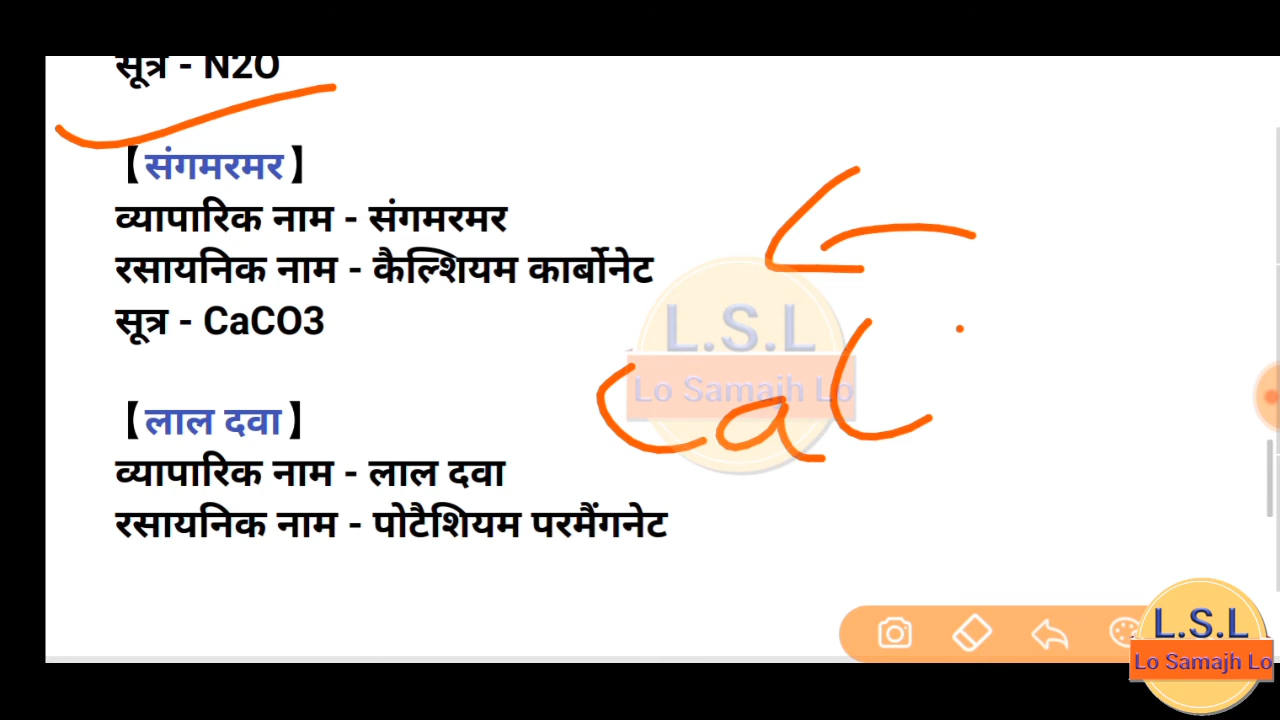 सूत्र - N2O
【संगमरमर】
व्यापारिक नाम - संगमरमर
रसायनिक नाम - कैल्शियम कार्बोनेट
सूत्र - CaCO3
L.S.L
Lo Samajh Lo
CaC
【लाल दवा】
व्यापारिक नाम - लाल दवा
रसायनिक नाम - पोटैशियम परमैंगनेट
L.S.L
Lo Samajh Lo